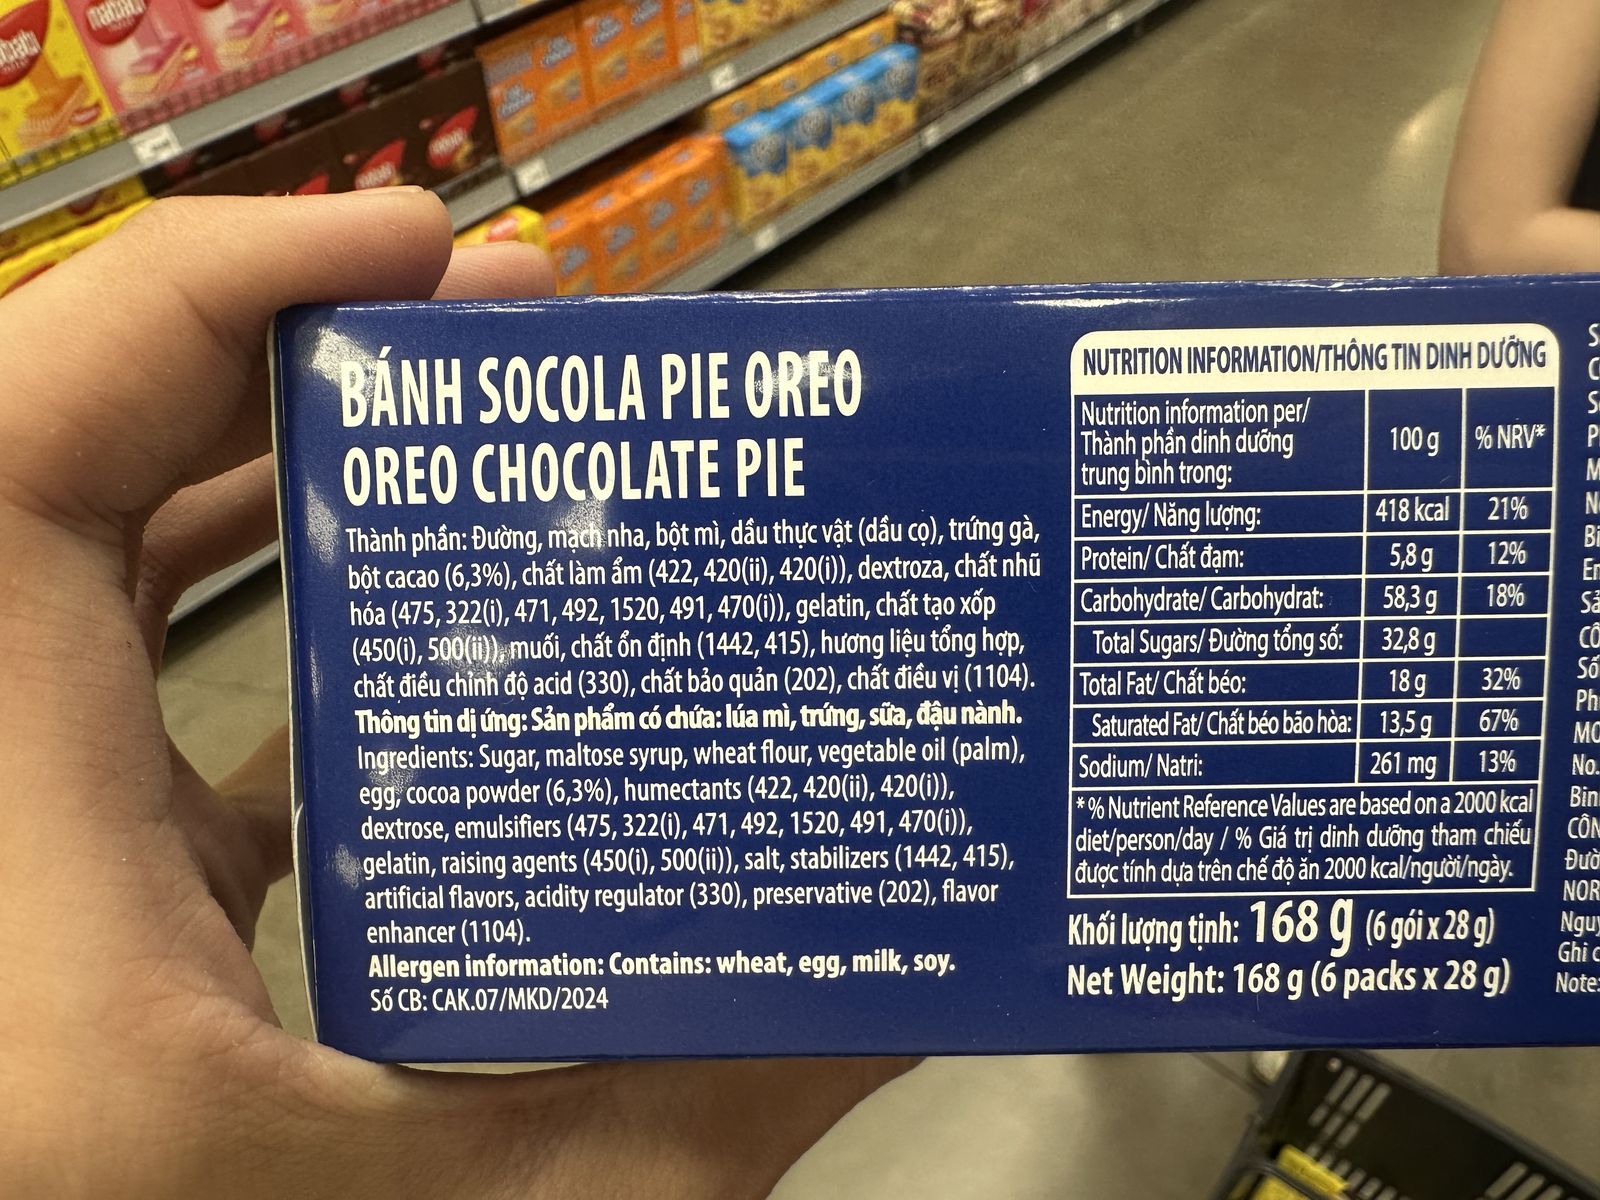 BÁNH SOCOLA PIE OREO
OREO CHOCOLATE PIE
Thành phần: Đường, mạch nha, bột mì, dầu thực vật (dầu cọ), trứng gà,
bột cacao (6,3%), chất làm ẩm (422, 420(ii), 420(i)), dextroza, chất nhũ
hóa (475, 322(i), 471, 492, 1520, 491, 470(i)), gelatin, chất tạo xốp
(450(i), 500(ii)), muối, chất ổn định (1442, 415), hương liệu tổng hợp,
chất điều chỉnh độ acid (330), chất bảo quản (202), chất điều vị (1104).
Thông tin dị ứng: Sản phẩm có chứa: lúa mì, trứng, sữa, đậu nành.
Ingredients: Sugar, maltose syrup, wheat flour, vegetable oil (palm),
egg, cocoa powder (6,3%), humectants (422, 420(ii), 420(i)),
dextrose, emulsifiers (475, 322(i), 471, 492, 1520, 491, 470(i)),
gelatin, raising agents (450(i), 500(ii)), salt, stabilizers (1442, 415),
artificial flavors, acidity regulator (330), preservative (202), flavor
enhancer (1104).
Allergen information: Contains: wheat, egg, milk, soy.
Số CB: CAK.07/MKD/2024
NUTRITION INFORMATION/THÔNG TIN DINH DƯỠNG
Nutrition information per/
Thành phần dinh dưỡng
trung bình trong:
100 g % NRV*
Energy/ Năng lượng: 418 kcal 21%
Protein/ Chất đạm: 5,8 g 12%
Carbohydrate/ Carbohydrat: 58,3 g 18%
Total Sugars/ Đường tổng số: 32,8 g
Total Fat/ Chất béo: 18 g 32%
Saturated Fat/ Chất béo bão hòa: 13,5 g 67%
Sodium/ Natri: 261 mg 13%
*% Nutrient Reference Values are based on a 2000 kcal
diet/person/day / % Giá trị dinh dưỡng tham chiếu
được tính dựa trên chế độ ăn 2000 kcal/người/ngày.
Khối lượng tịnh: 168 g (6 gói x 28 g)
Net Weight: 168 g (6 packs x 28 g)
No.
NOR
Ghi c
Note:
nabati
nabati